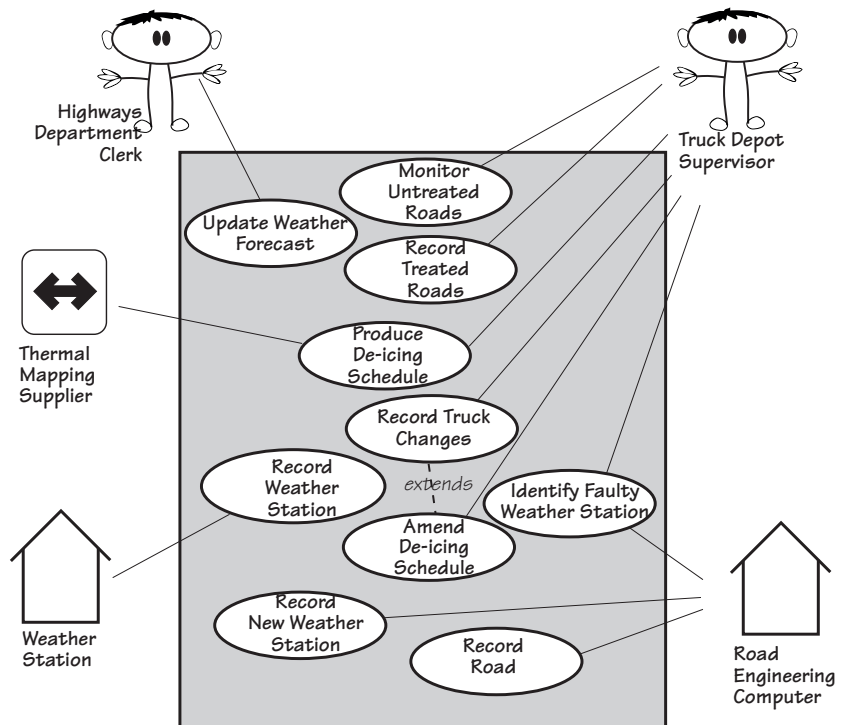 Highways
Department
Clerk
Truck Depot
Supervisor
Monitor
Untreated
Roads
Update Weather
Forecast
Record
Treated
Roads
Thermal
Mapping
Supplier
Produce
De-icing
Schedule
Record Truck
Changes
extends
Record
Weather
Station
Identify Faulty
Weather Station
Amend
De-icing
Schedule
Record
New Weather
Station
Weather
Station
Record
Road
Road
Engineering
Computer